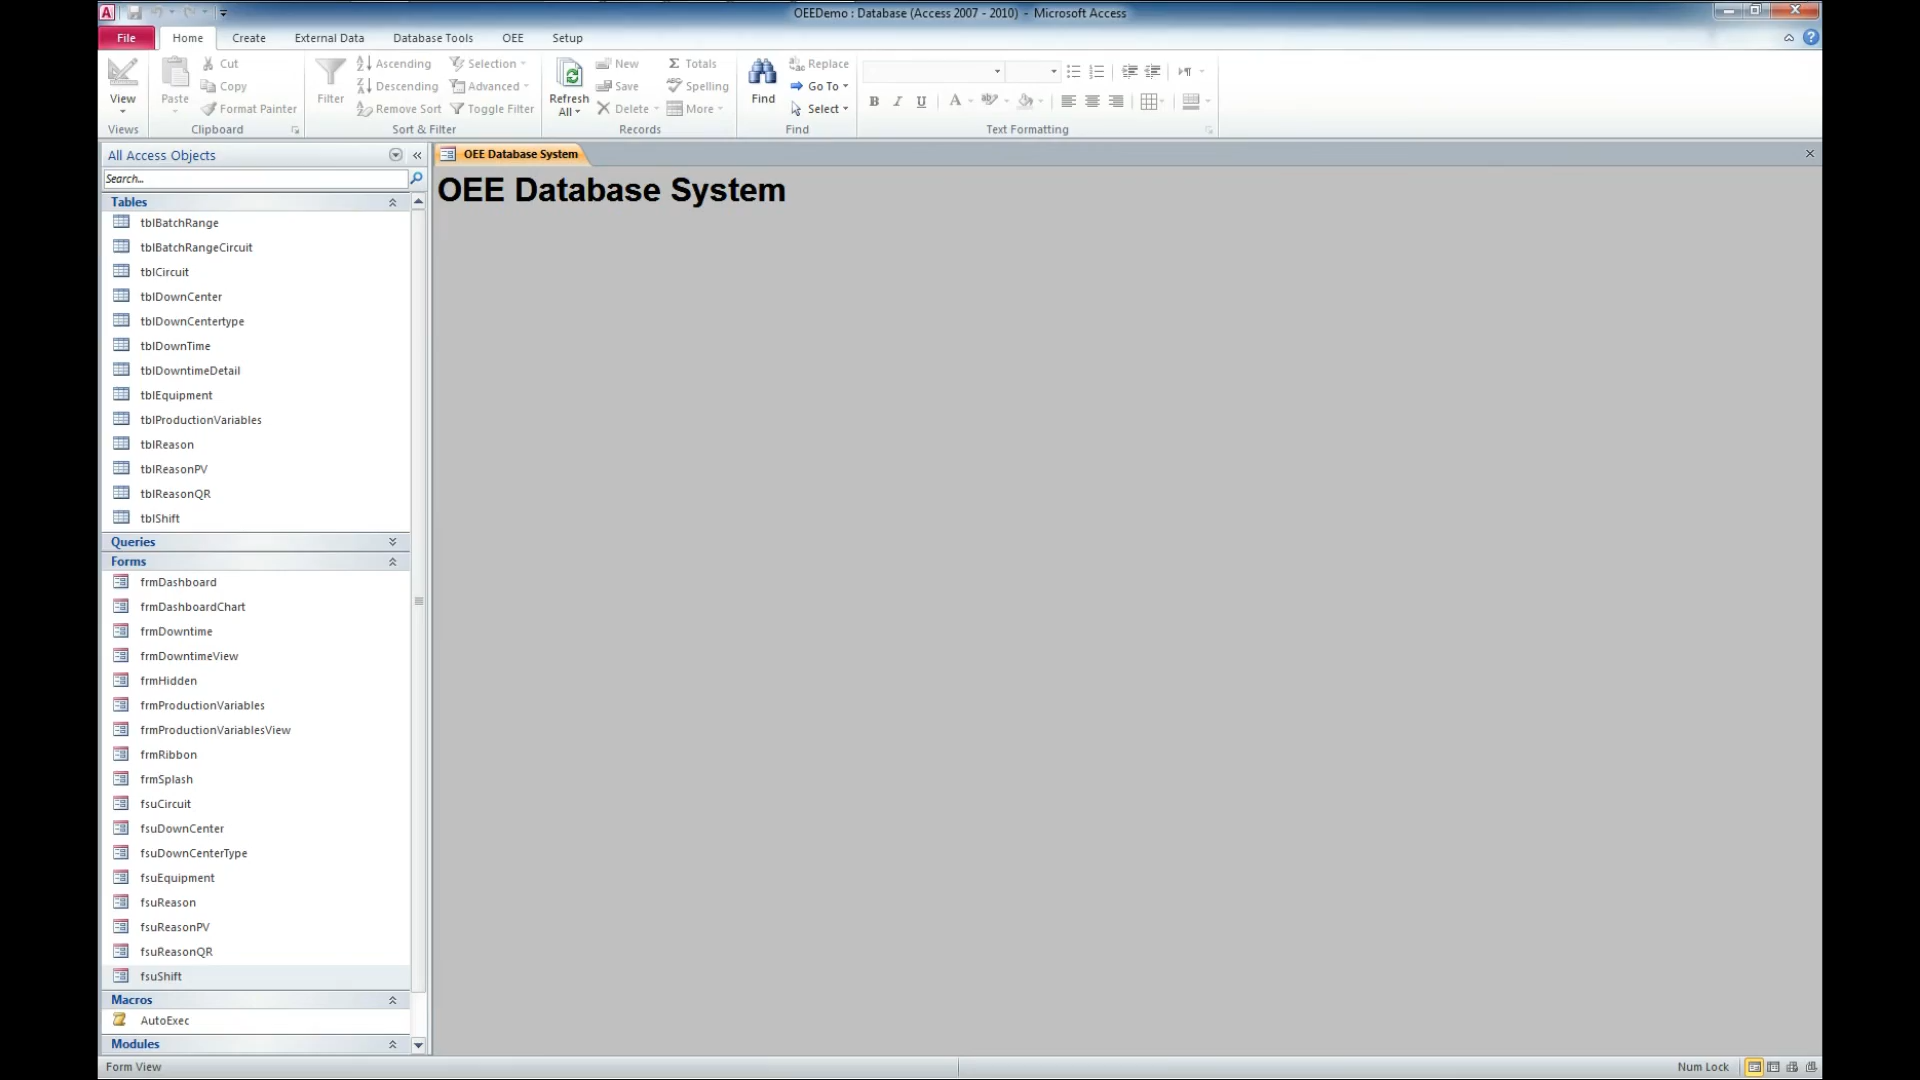 OEEDemo : Database (Access 2007 - 2010) - Microsoft Access
File Home Create External Data Database Tools OEE Setup
View
Views
Paste
Cut
Copy
Format Painter
Clipboard
Filter
Ascending
Descending
Remove Sort
Selection
Advanced
Toggle Filter
Sort & Filter
Refresh
All
New
Save
Delete
Totals
Spelling
More
Records
Find
Replace
Go To
Select
Find
B I U A
Text Formatting
All Access Objects
Search...
Tables
tblBatchRange
tblBatchRangeCircuit
tblCircuit
tblDownCenter
tblDownCentertype
tblDownTime
tblDowntimeDetail
tblEquipment
tblProductionVariables
tblReason
tblReasonPV
tblReasonQR
tblShift
Queries
Forms
frmDashboard
frmDashboardChart
frmDowntime
frmDowntimeView
frmHidden
frmProductionVariables
frmProductionVariablesView
frmRibbon
frmSplash
fsuCircuit
fsuDownCenter
fsuDownCenterType
fsuEquipment
fsuReason
fsuReasonPV
fsuReasonQR
fsuShift
Macros
AutoExec
Modules
OEE Database System
OEE Database System
Form View
Num Lock